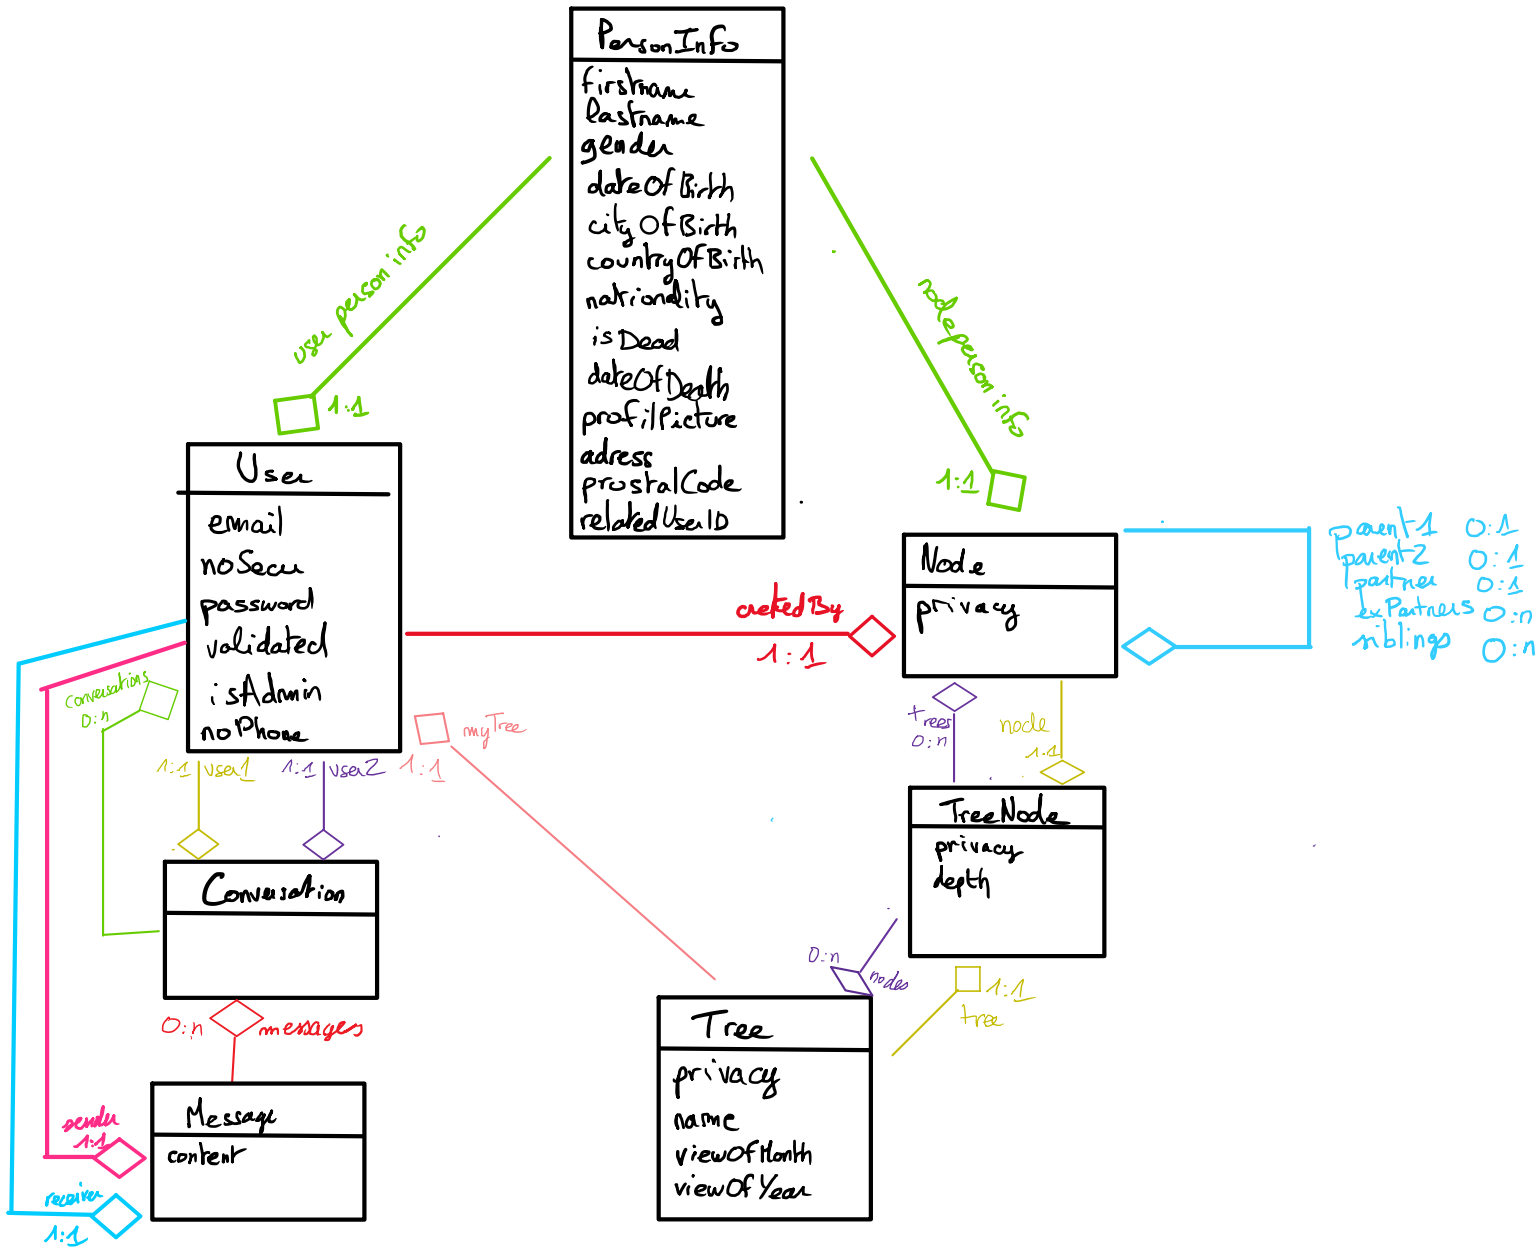 PersonInfo
firstname
lastname
gender
dateOfBirth
cityOfBirth
countryOfBirth
nationality
isDead
dateOfDeath
profilPicture
adress
prostalCode
relatedUserID
user person info
1:1
node person info
1:1
User
email
noSecu
password
validated
isAdmin
noPhone
Node
privacy
parent1 0:1
parent2 0:1
partner 0:1
exPartners 0:n
siblings 0:n
cretedBy
1:1
conversations
0:n
1:1 user1
1:1 user2
1:1
myTree
trees
0:n
node
1:1
TreeNode
privacy
depth
Conversation
0:n
nodes
1:1
tree
0:n messages
Tree
privacy
name
viewOfMonth
viewOfYear
Message
content
sender
1:1
receiver
1:1